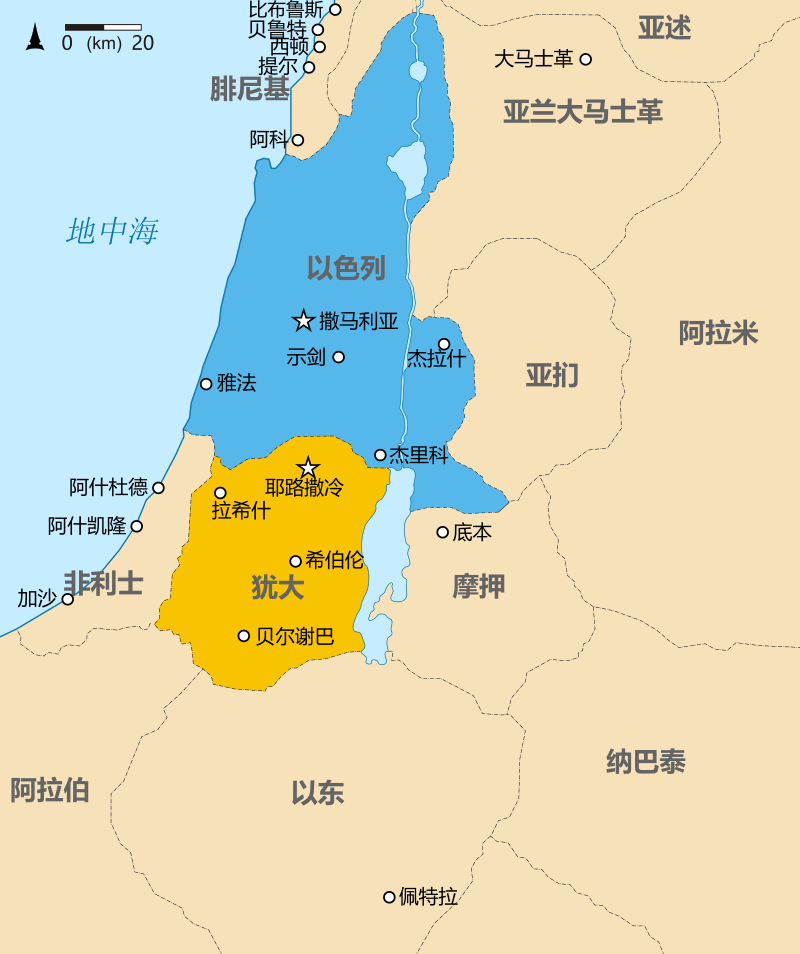 比布鲁斯
贝鲁特
西顿
提尔
0 (km) 20
亚述
大马士革
腓尼基
亚兰大马士革
阿科
地中海
以色列
撒马利亚
阿拉米
示剑
杰拉什
亚扪
雅法
杰里科
阿什杜德
耶路撒冷
拉希什
阿什凯隆
底本
希伯伦
非利士
犹大
摩押
加沙
贝尔谢巴
纳巴泰
阿拉伯
以东
佩特拉